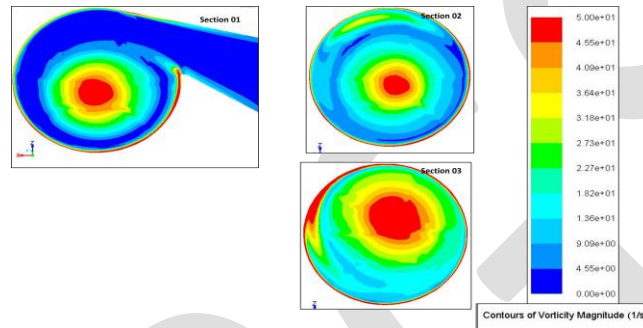 Section 01
Section 02
Section 03
5.00e+01
4.55e+01
4.09e+01
3.64e+01
3.18e+01
2.73e+01
2.27e+01
1.82e+01
1.36e+01
9.09e+00
4.55e+00
0.00e+00
Contours of Vorticity Magnitude